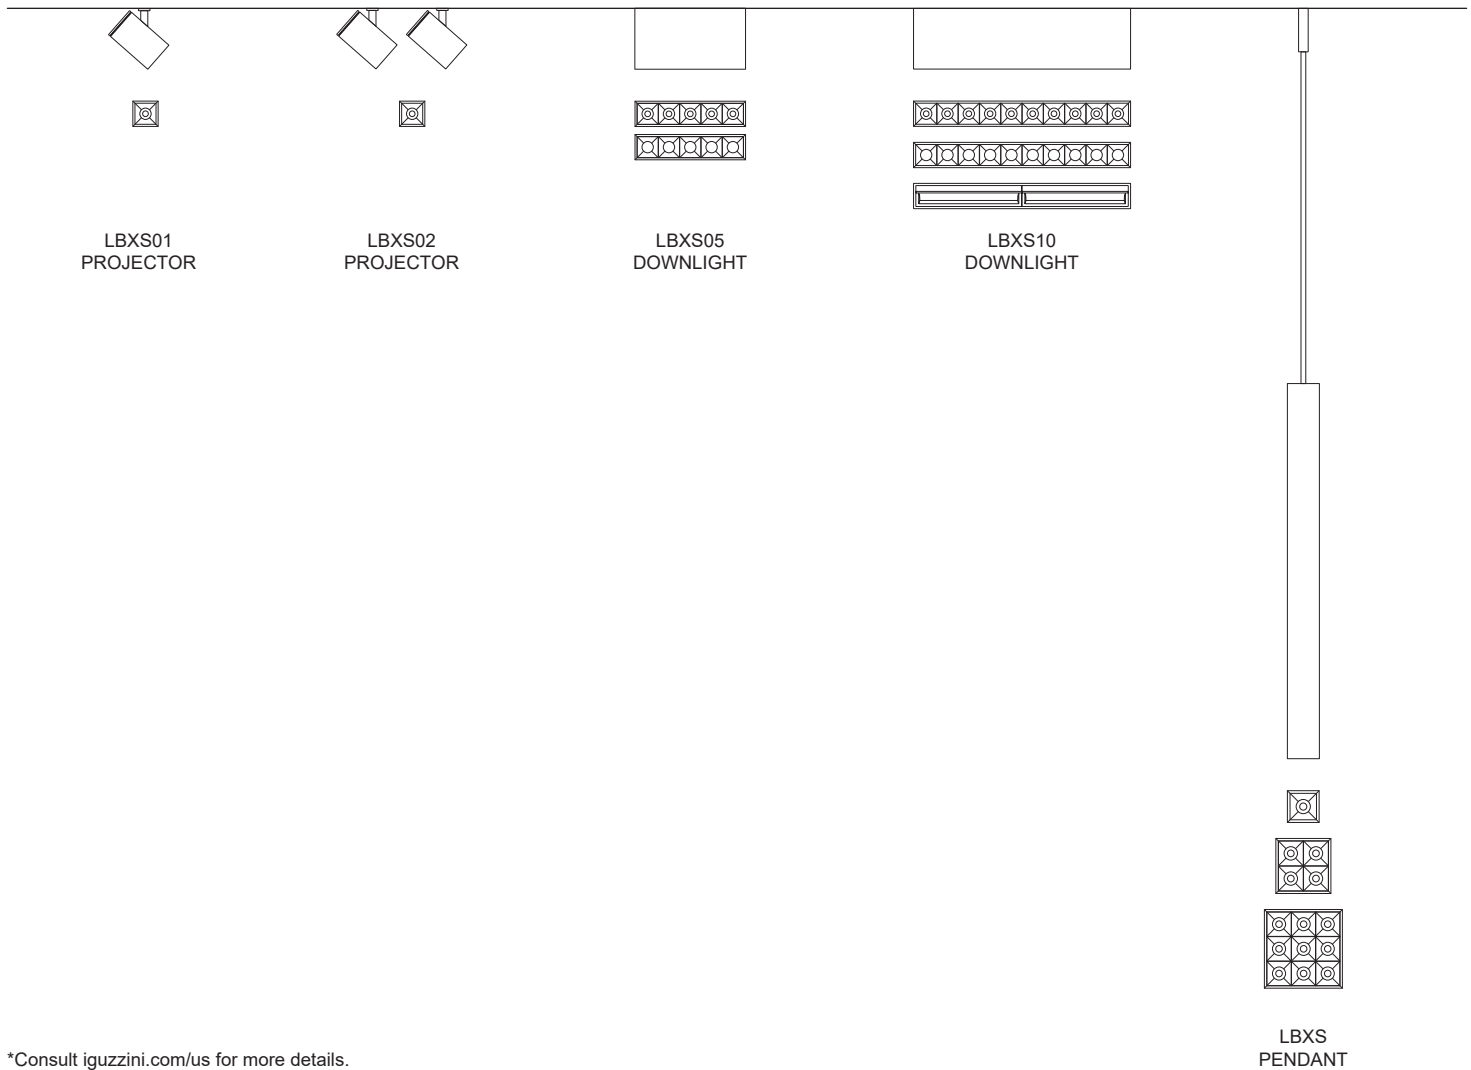 LBXS01
PROJECTOR
LBXS02
PROJECTOR
LBXS05
DOWNLIGHT
LBXS10
DOWNLIGHT
LBXS
PENDANT
*Consult iguzzini.com/us for more details.